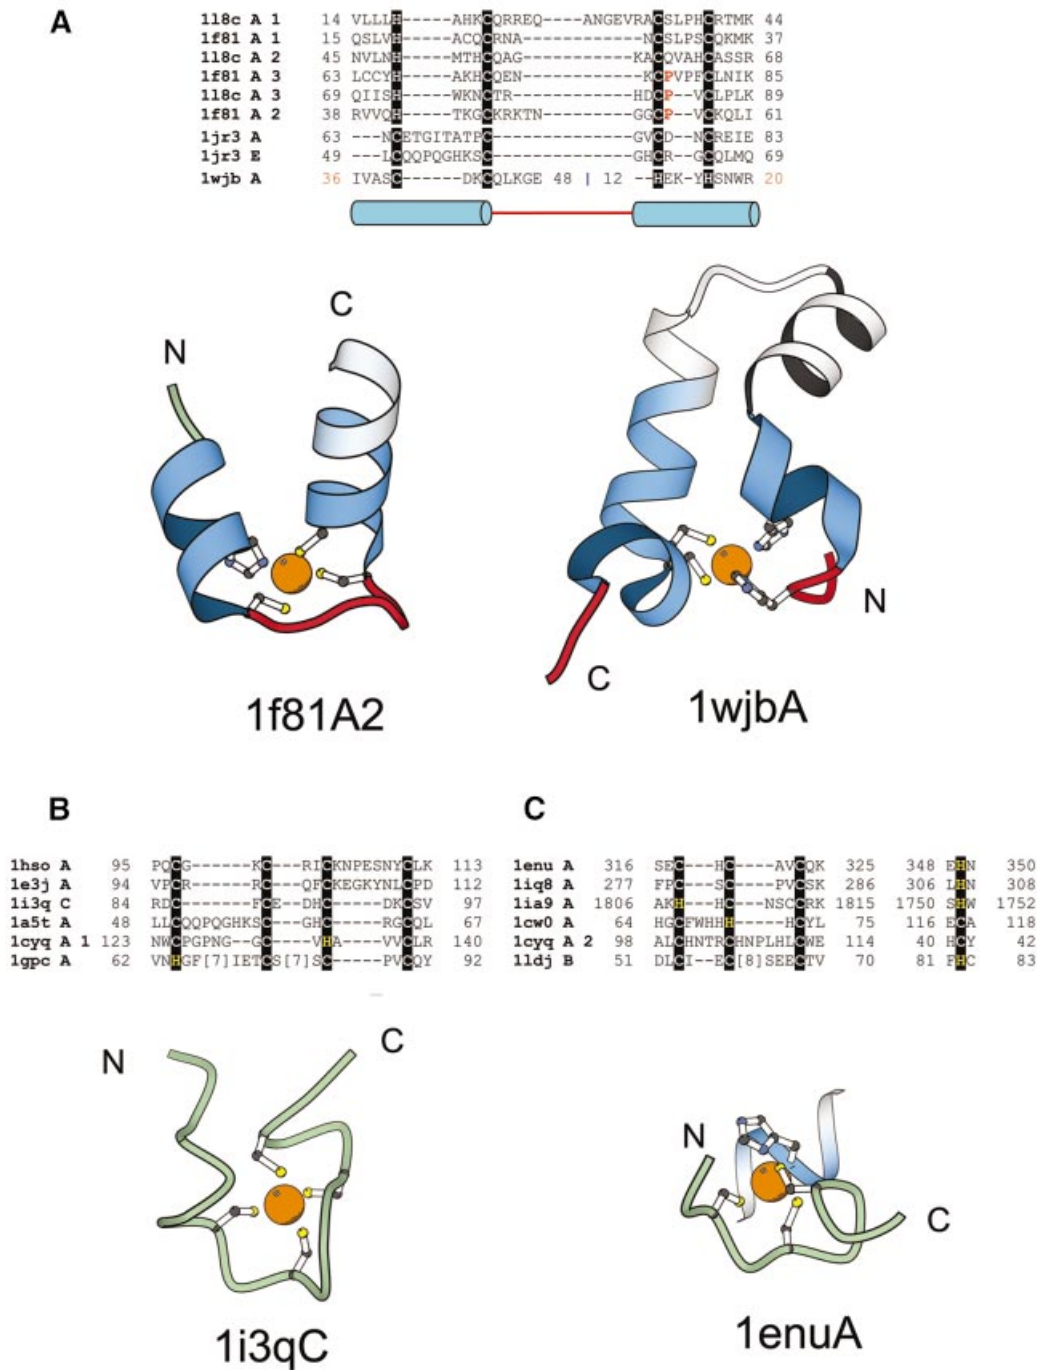 A
1l8c A 1 14 VLLLH------AHKCQRREQ----ANGEVRACSLPHCRTMK 44
1f81 A 1 15 QSLVH------ACQCRNA----------NCSLPSCQKMK 37
1l8c A 2 45 NVLNH------MTHCQAG---------KACQVAHCASSR 68
1f81 A 3 63 LCCYH------AKHCQEN----------KCPVPFCLNIK 85
1l8c A 3 69 QIISH------WKNCTR----------HDCP--VCLPLK 89
1f81 A 2 38 RVVQH------TKGCGKRKTN------GGCP--VCKQLI 61
1jr3 A 63 ---NCETGITATPC------------GVCD--NCREIE 83
1jr3 E 49 ---LCQQPQGHKSC------------GHCR--GCQLMQ 69
1wjb A 36 IVASC------DKCQLKGE 48 | 12 --HEK-YHSNWR 20
C
N
N
C
1f81A2
1wjbA
B
1hso A 95 PQCG------KC---RICKNPESNYCLK 113
1e3j A 94 VPCR------RC---QFCKEGKYNLCPD 112
1i3q C 84 RDC------FCE--DHC-----DKCSV 97
1a5t A 48 LLCQQPQGHKSC---GHC-----RGCQL 67
1cyq A 1 123 NWCPGPNG--GC---VHA-----VVCLR 140
1gpc A 62 VNHGF[7]IETCS[7]SC-----PVCQY 92
C
1enu A 316 SEC---HC----AVCQK 325 348 EHN 350
1iq8 A 277 FPC---SC----PVCSK 286 306 LHN 308
1ia9 A 1806 AKH---HC---NSCCRK 1815 1750 SHW 1752
1cw0 A 64 HGCFWHHH-----HCYL 75 116 ECA 118
1cyq A 2 98 ALCHNTRCHNPLHLCWE 114 40 HCY 42
1ldj B 51 DLC--IEC[8]SEECTV 70 81 FHC 83
N
C
N
C
1i3qC
1enuA